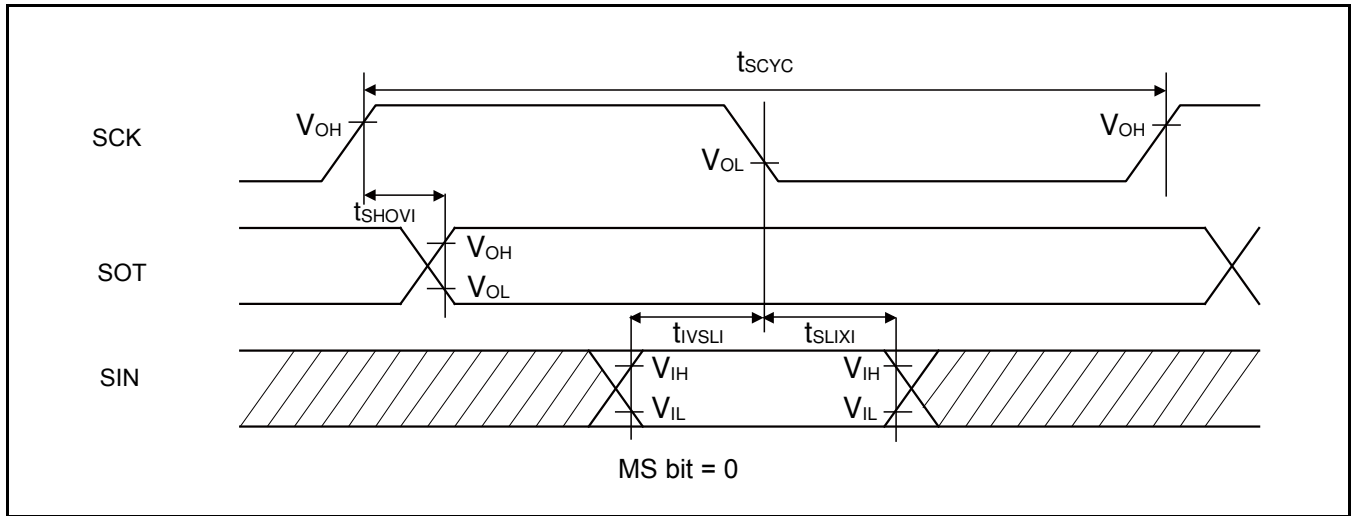 tSCYC
SCK
VOH
VOL
VOH
tSHOVI
SOT
VOH
VOL
tIVSLI
tSLIXI
SIN
VIH
VIL
VIH
VIL
MS bit = 0